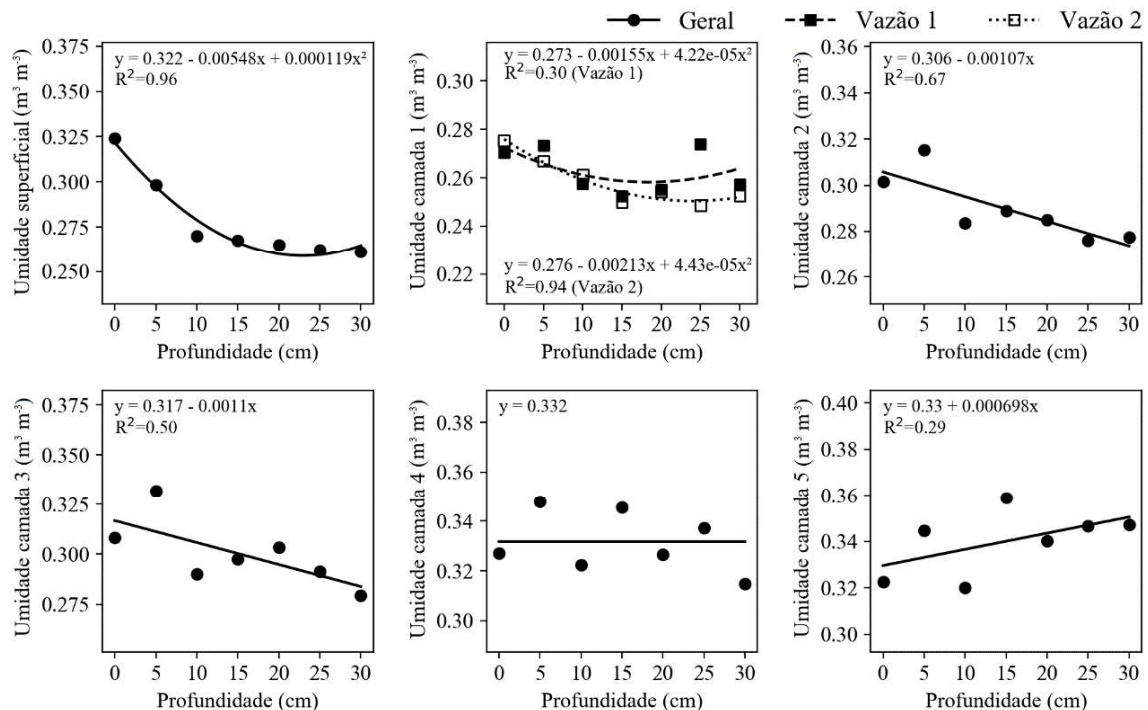 Geral Vazão 1 Vazão 2
y = 0.322 - 0.00548x + 0.000119x²
R²=0.96
Umidade superficial (m³ m⁻³)
0.375
0.350
0.325
0.300
0.275
0.250
0 5 10 15 20 25 30
Profundidade (cm)
y = 0.273 - 0.00155x + 4.22e-05x²
R²=0.30 (Vazão 1)
Umidade camada 1 (m³ m⁻³)
0.30
0.28
0.26
0.24
0.22
y = 0.276 - 0.00213x + 4.43e-05x²
R²=0.94 (Vazão 2)
0 5 10 15 20 25 30
Profundidade (cm)
y = 0.306 - 0.00107x
R²=0.67
Umidade camada 2 (m³ m⁻³)
0.36
0.34
0.32
0.30
0.28
0.26
0 5 10 15 20 25 30
Profundidade (cm)
y = 0.317 - 0.0011x
R²=0.50
Umidade camada 3 (m³ m⁻³)
0.375
0.350
0.325
0.300
0.275
0 5 10 15 20 25 30
Profundidade (cm)
y = 0.332
Umidade camada 4 (m³ m⁻³)
0.38
0.36
0.34
0.32
0.30
0 5 10 15 20 25 30
Profundidade (cm)
y = 0.33 + 0.000698x
R²=0.29
Umidade camada 5 (m³ m⁻³)
0.40
0.38
0.36
0.34
0.32
0.30
0 5 10 15 20 25 30
Profundidade (cm)